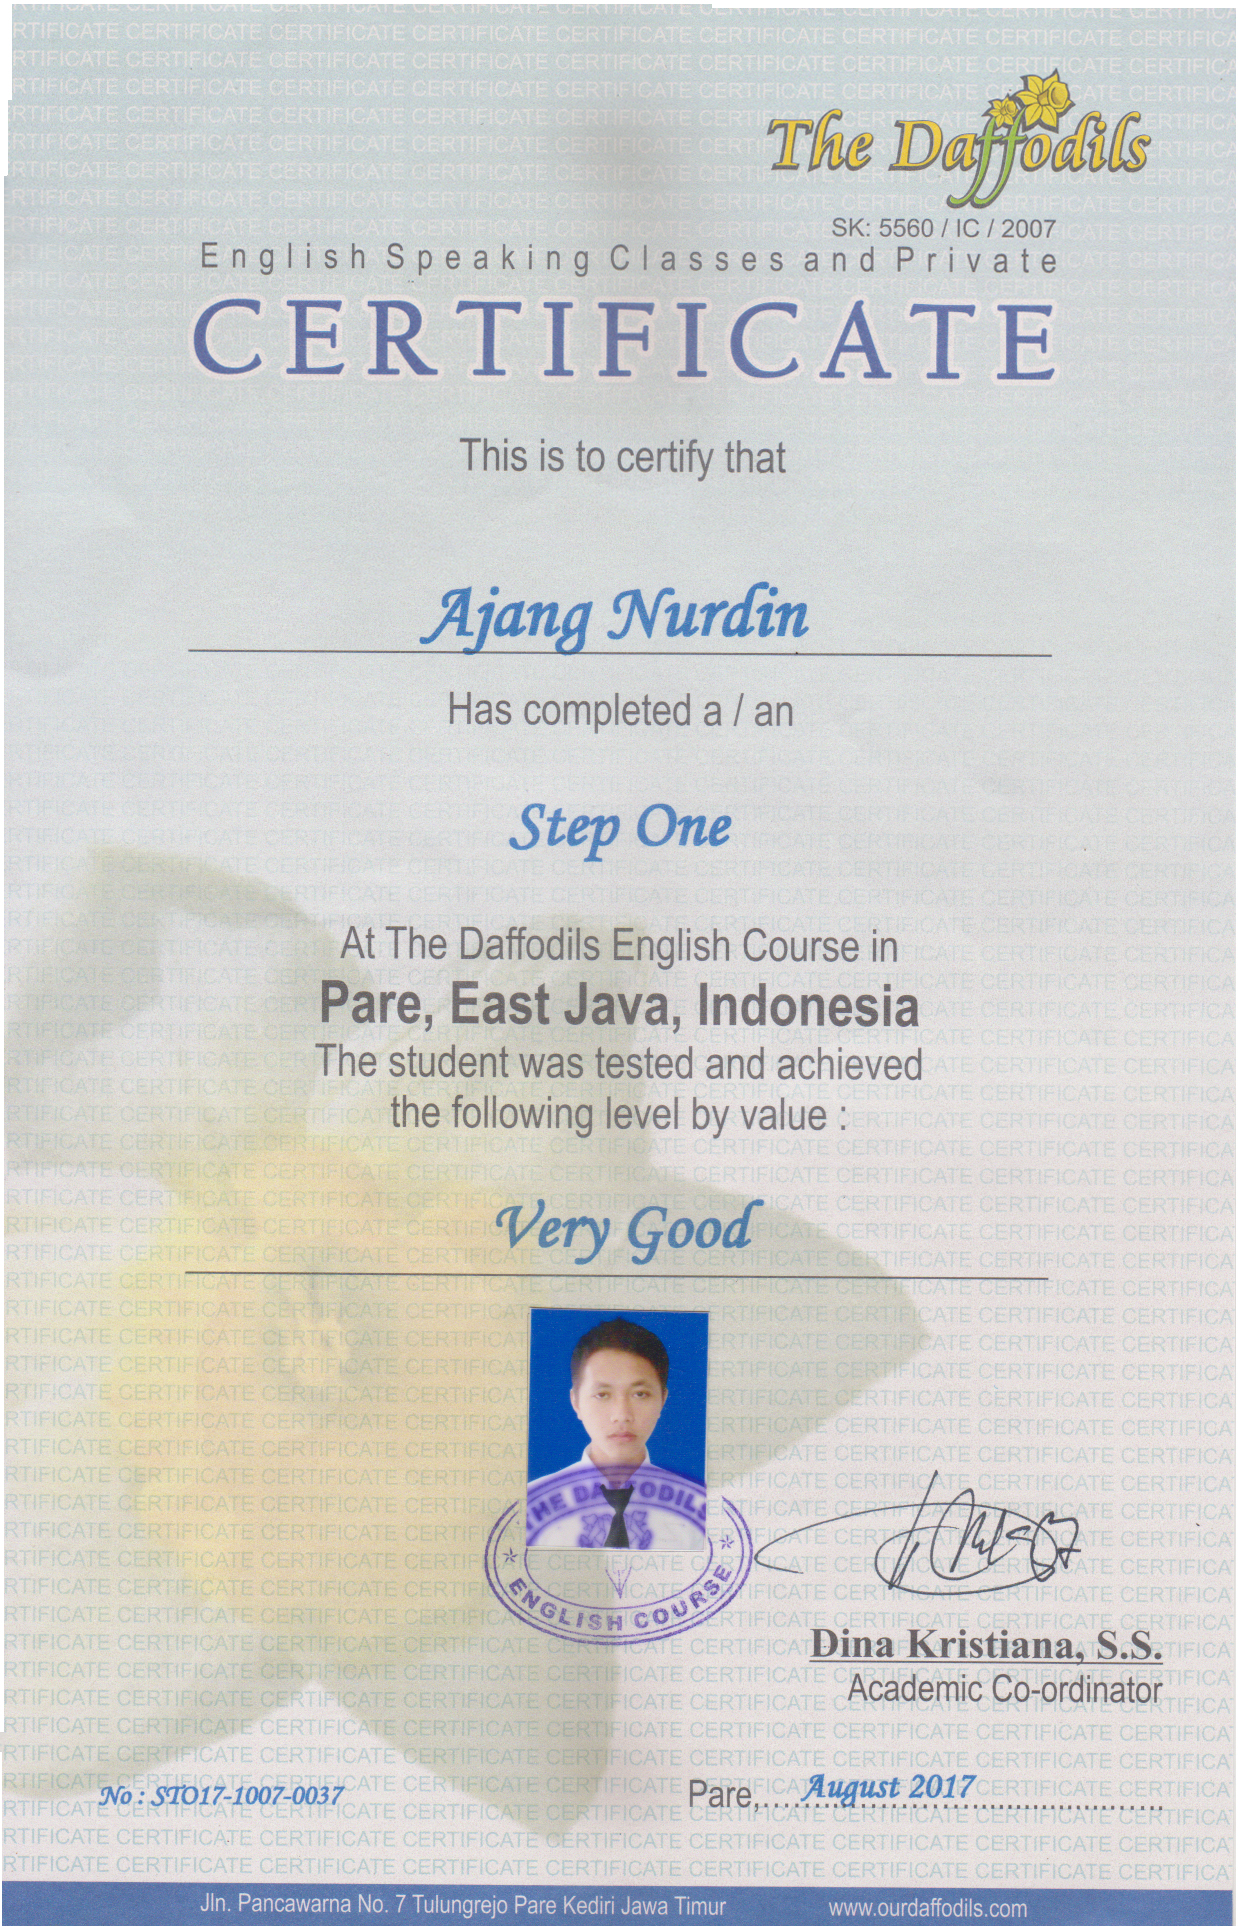 The Daffodils
SK: 5560 / IC / 2007
English Speaking Classes and Private
CERTIFICATE
This is to certify that
Ajang Nurdin
Has completed a / an
Step One
At The Daffodils English Course in
Pare, East Java, Indonesia
The student was tested and achieved
the following level by value :
Very Good
THE DAFFODILS
ENGLISH COURSE
Dina Kristiana, S.S.
Academic Co-ordinator
No : STO17-1007-0037
Pare, August 2017
Jln. Pancawarna No. 7 Tulungrejo Pare Kediri Jawa Timur
www.ourdaffodils.com